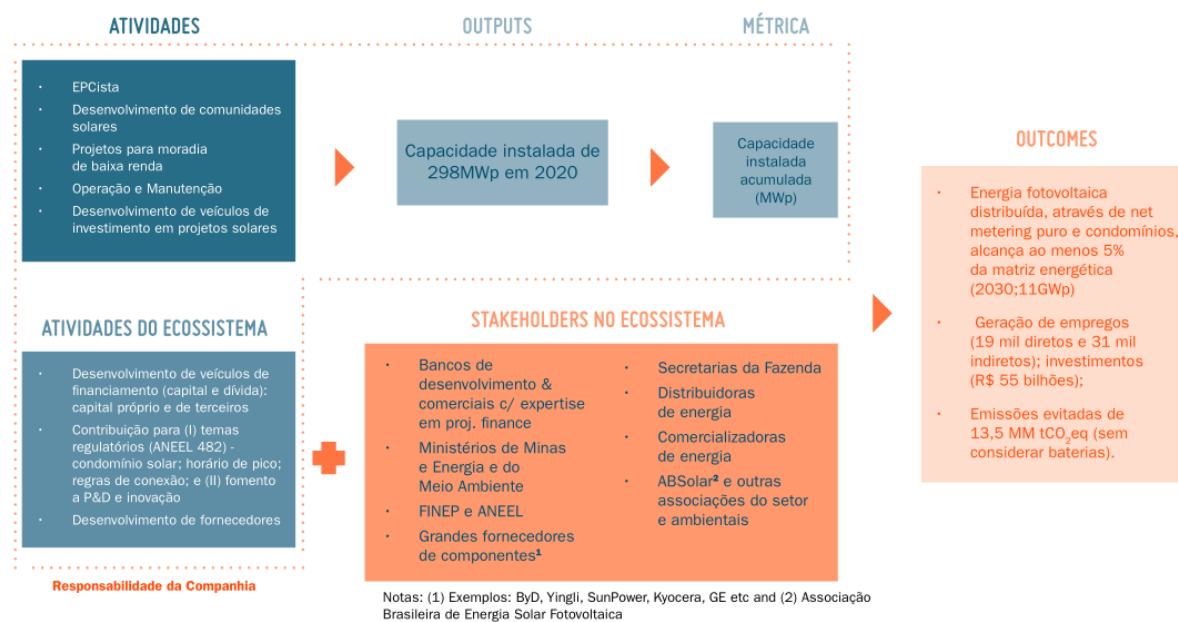 ATIVIDADES
• EPCista
• Desenvolvimento de comunidades
solares
• Projetos para moradia
de baixa renda
• Operação e Manutenção
• Desenvolvimento de veículos de
investimento em projetos solares
OUTPUTS
Capacidade instalada de
298MWp em 2020
MÉTRICA
Capacidade
instalada
acumulada
(MWp)
ATIVIDADES DO ECOSSISTEMA
• Desenvolvimento de veículos de
financiamento (capital e dívida):
capital próprio e de terceiros
• Contribuição para (I) temas
regulatórios (ANEEL 482) -
condomínio solar; horário de pico;
regras de conexão; e (II) fomento
a P&D e inovação
• Desenvolvimento de fornecedores
Responsabilidade da Companhia
STAKEHOLDERS NO ECOSSISTEMA
• Bancos de
desenvolvimento &
comerciais c/ expertise
em proj. finance
• Ministérios de Minas
e Energia e do
Meio Ambiente
• FINEP e ANEEL
• Grandes fornecedores
de componentes¹
• Secretarias da Fazenda
• Distribuidoras
de energia
• Comercializadoras
de energia
• ABSolar² e outras
associações do setor
e ambientais
Notas: (1) Exemplos: ByD, Yingli, SunPower, Kyocera, GE etc and (2) Associação
Brasileira de Energia Solar Fotovoltaica
OUTCOMES
• Energia fotovoltaica
distribuída, através de net
metering puro e condomínios,
alcança ao menos 5%
da matriz energética
(2030;11GWp)
• Geração de empregos
(19 mil diretos e 31 mil
indiretos); investimentos
(R$ 55 bilhões);
• Emissões evitadas de
13,5 MM tCO₂eq (sem
considerar baterias).